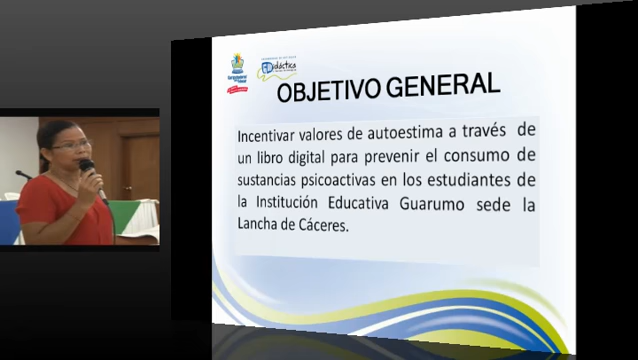 Didáctica
OBJETIVO GENERAL
Incentivar valores de autoestima a través de
un libro digital para prevenir el consumo de
sustancias psicoactivas en los estudiantes de
la Institución Educativa Guarumo sede la
Lancha de Cáceres.